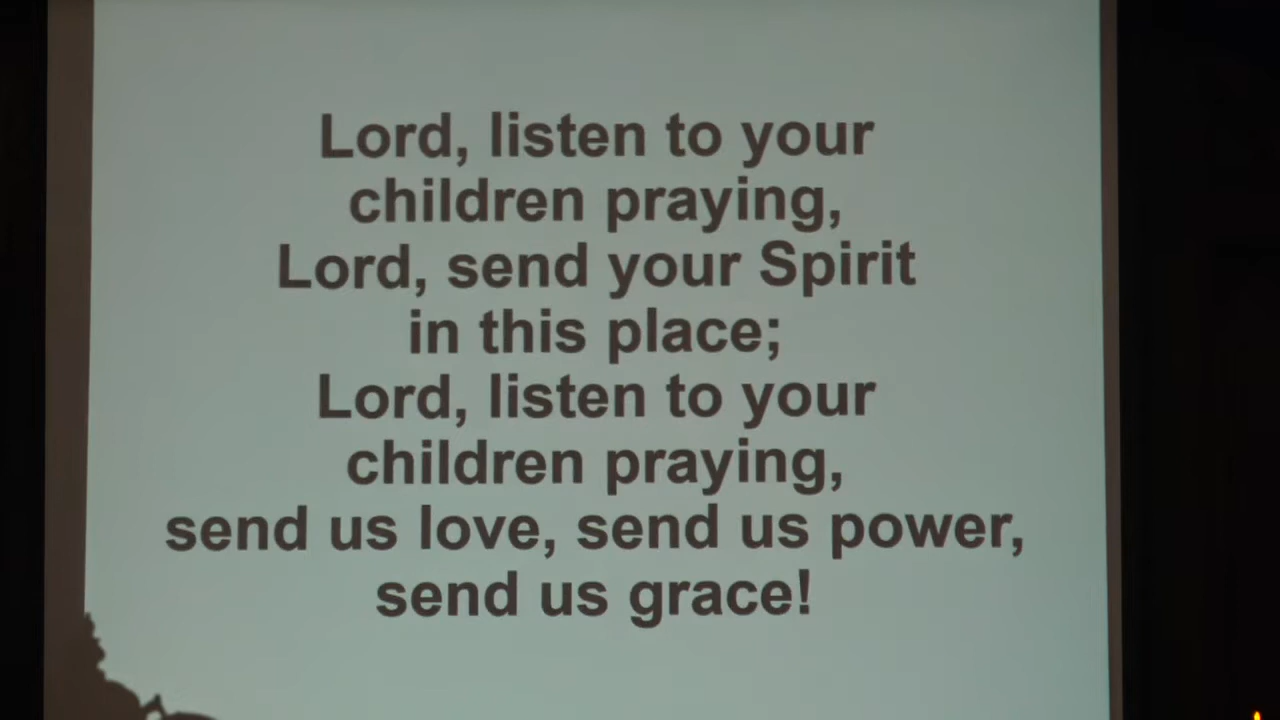 Lord, listen to your
children praying,
Lord, send your Spirit
in this place;
Lord, listen to your
children praying,
send us love, send us power,
send us grace!